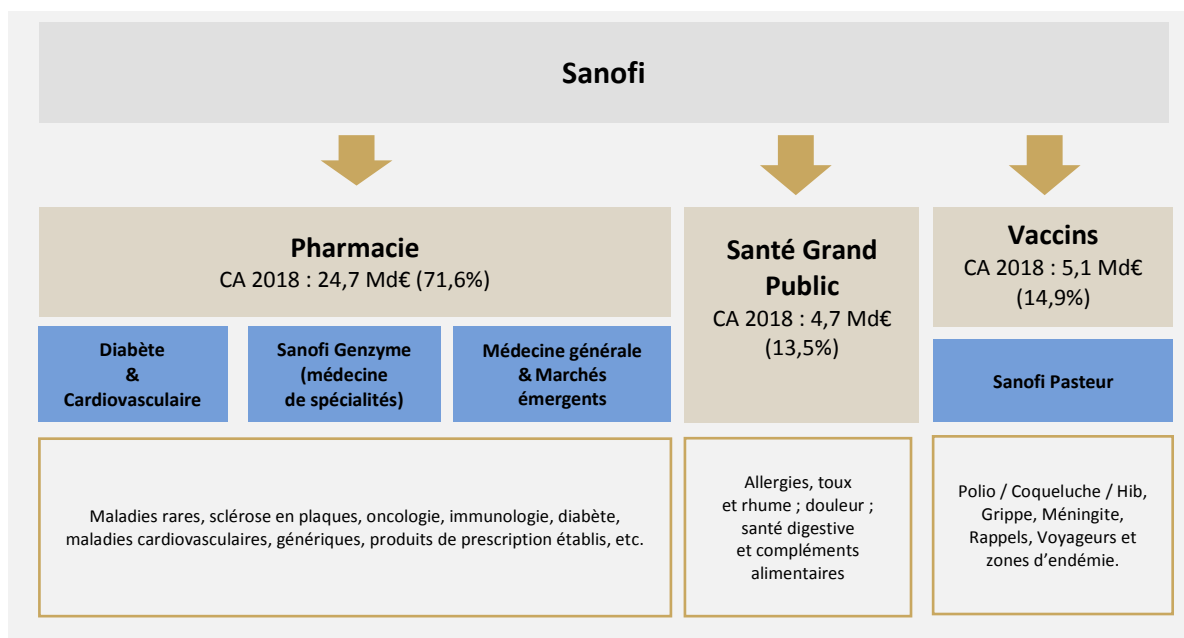 Sanofi
Pharmacie
CA 2018 : 24,7 Md€ (71,6%)
Diabète
&
Cardiovasculaire
Sanofi Genzyme
(médecine
de spécialités)
Médecine générale
& Marchés
émergents
Maladies rares, sclérose en plaques, oncologie, immunologie, diabète,
maladies cardiovasculaires, génériques, produits de prescription établis, etc.
Santé Grand
Public
CA 2018 : 4,7 Md€
(13,5%)
Allergies, toux
et rhume ; douleur ;
santé digestive
et compléments
alimentaires
Vaccins
CA 2018 : 5,1 Md€
(14,9%)
Sanofi Pasteur
Polio / Coqueluche / Hib,
Grippe, Méningite,
Rappels, Voyageurs et
zones d’endémie.